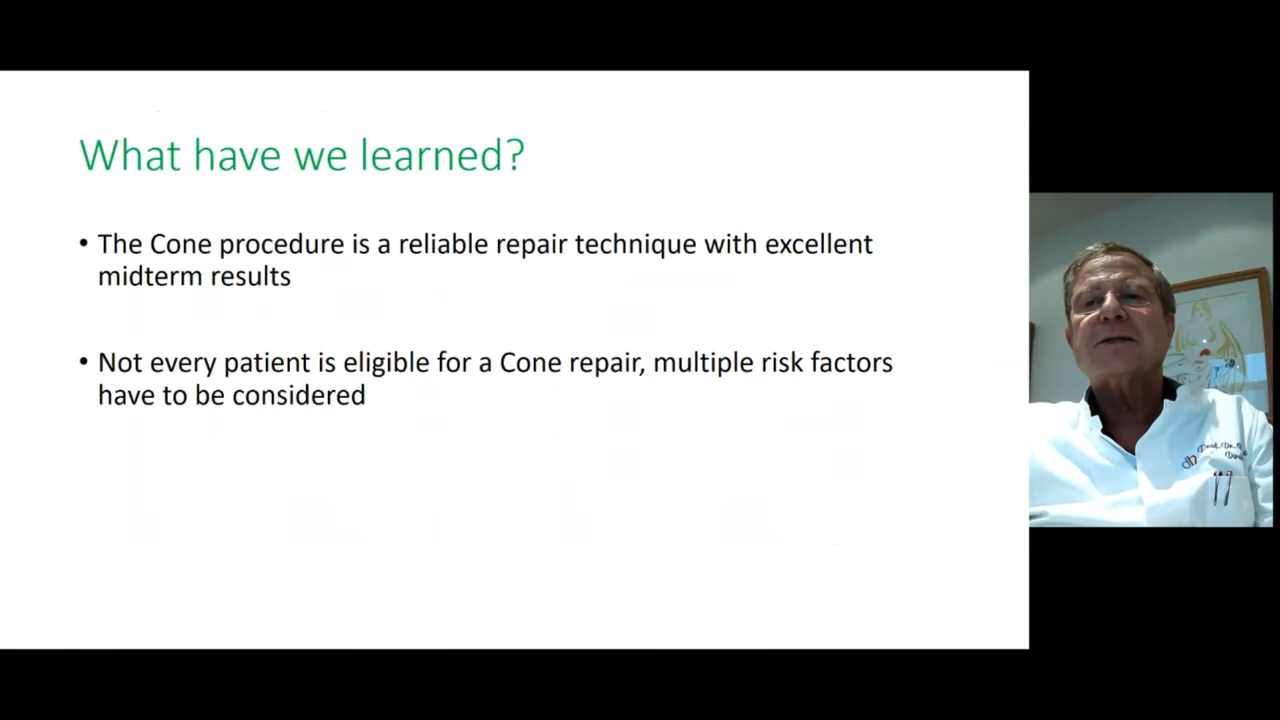 What have we learned?
• The Cone procedure is a reliable repair technique with excellent
midterm results
• Not every patient is eligible for a Cone repair, multiple risk factors
have to be considered